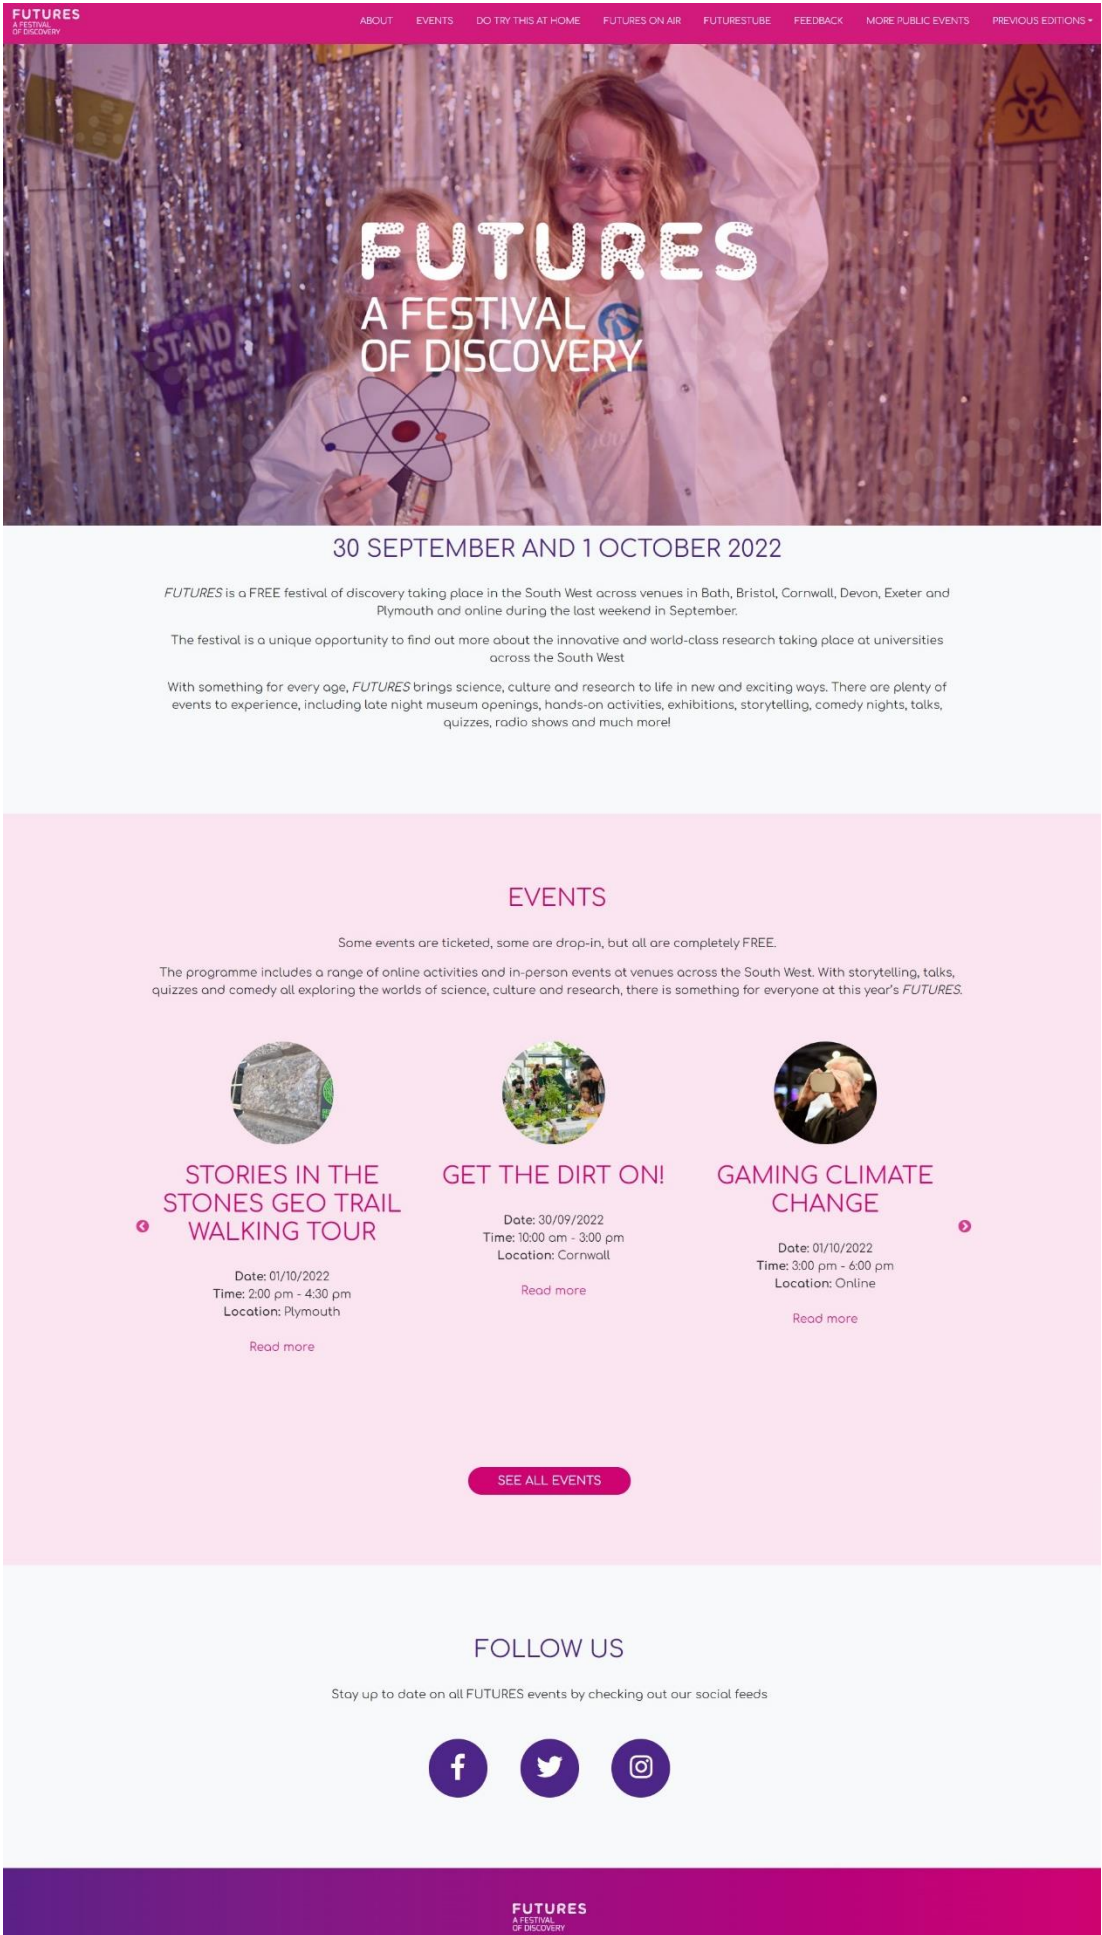 FUTURES
A FESTIVAL
OF DISCOVERY
ABOUT EVENTS DO TRY THIS AT HOME FUTURES ON AIR FUTURESTUBE FEEDBACK MORE PUBLIC EVENTS PREVIOUS EDITIONS
STAND
We're
scien
FUTURES
A FESTIVAL
OF DISCOVERY
30 SEPTEMBER AND 1 OCTOBER 2022
FUTURES is a FREE festival of discovery taking place in the South West across venues in Bath, Bristol, Cornwall, Devon, Exeter and
Plymouth and online during the last weekend in September.
The festival is a unique opportunity to find out more about the innovative and world-class research taking place at universities
across the South West
With something for every age, FUTURES brings science, culture and research to life in new and exciting ways. There are plenty of
events to experience, including late night museum openings, hands-on activities, exhibitions, storytelling, comedy nights, talks,
quizzes, radio shows and much more!
EVENTS
Some events are ticketed, some are drop-in, but all are completely FREE.
The programme includes a range of online activities and in-person events at venues across the South West. With storytelling, talks,
quizzes and comedy all exploring the worlds of science, culture and research, there is something for everyone at this year's FUTURES.
STORIES IN THE
STONES GEO TRAIL
WALKING TOUR
Date: 01/10/2022
Time: 2:00 pm - 4:30 pm
Location: Plymouth
Read more
GET THE DIRT ON!
Date: 30/09/2022
Time: 10:00 am - 3:00 pm
Location: Cornwall
Read more
GAMING CLIMATE
CHANGE
Date: 01/10/2022
Time: 3:00 pm - 6:00 pm
Location: Online
Read more
SEE ALL EVENTS
FOLLOW US
Stay up to date on all FUTURES events by checking out our social feeds
FUTURES
A FESTIVAL
OF DISCOVERY